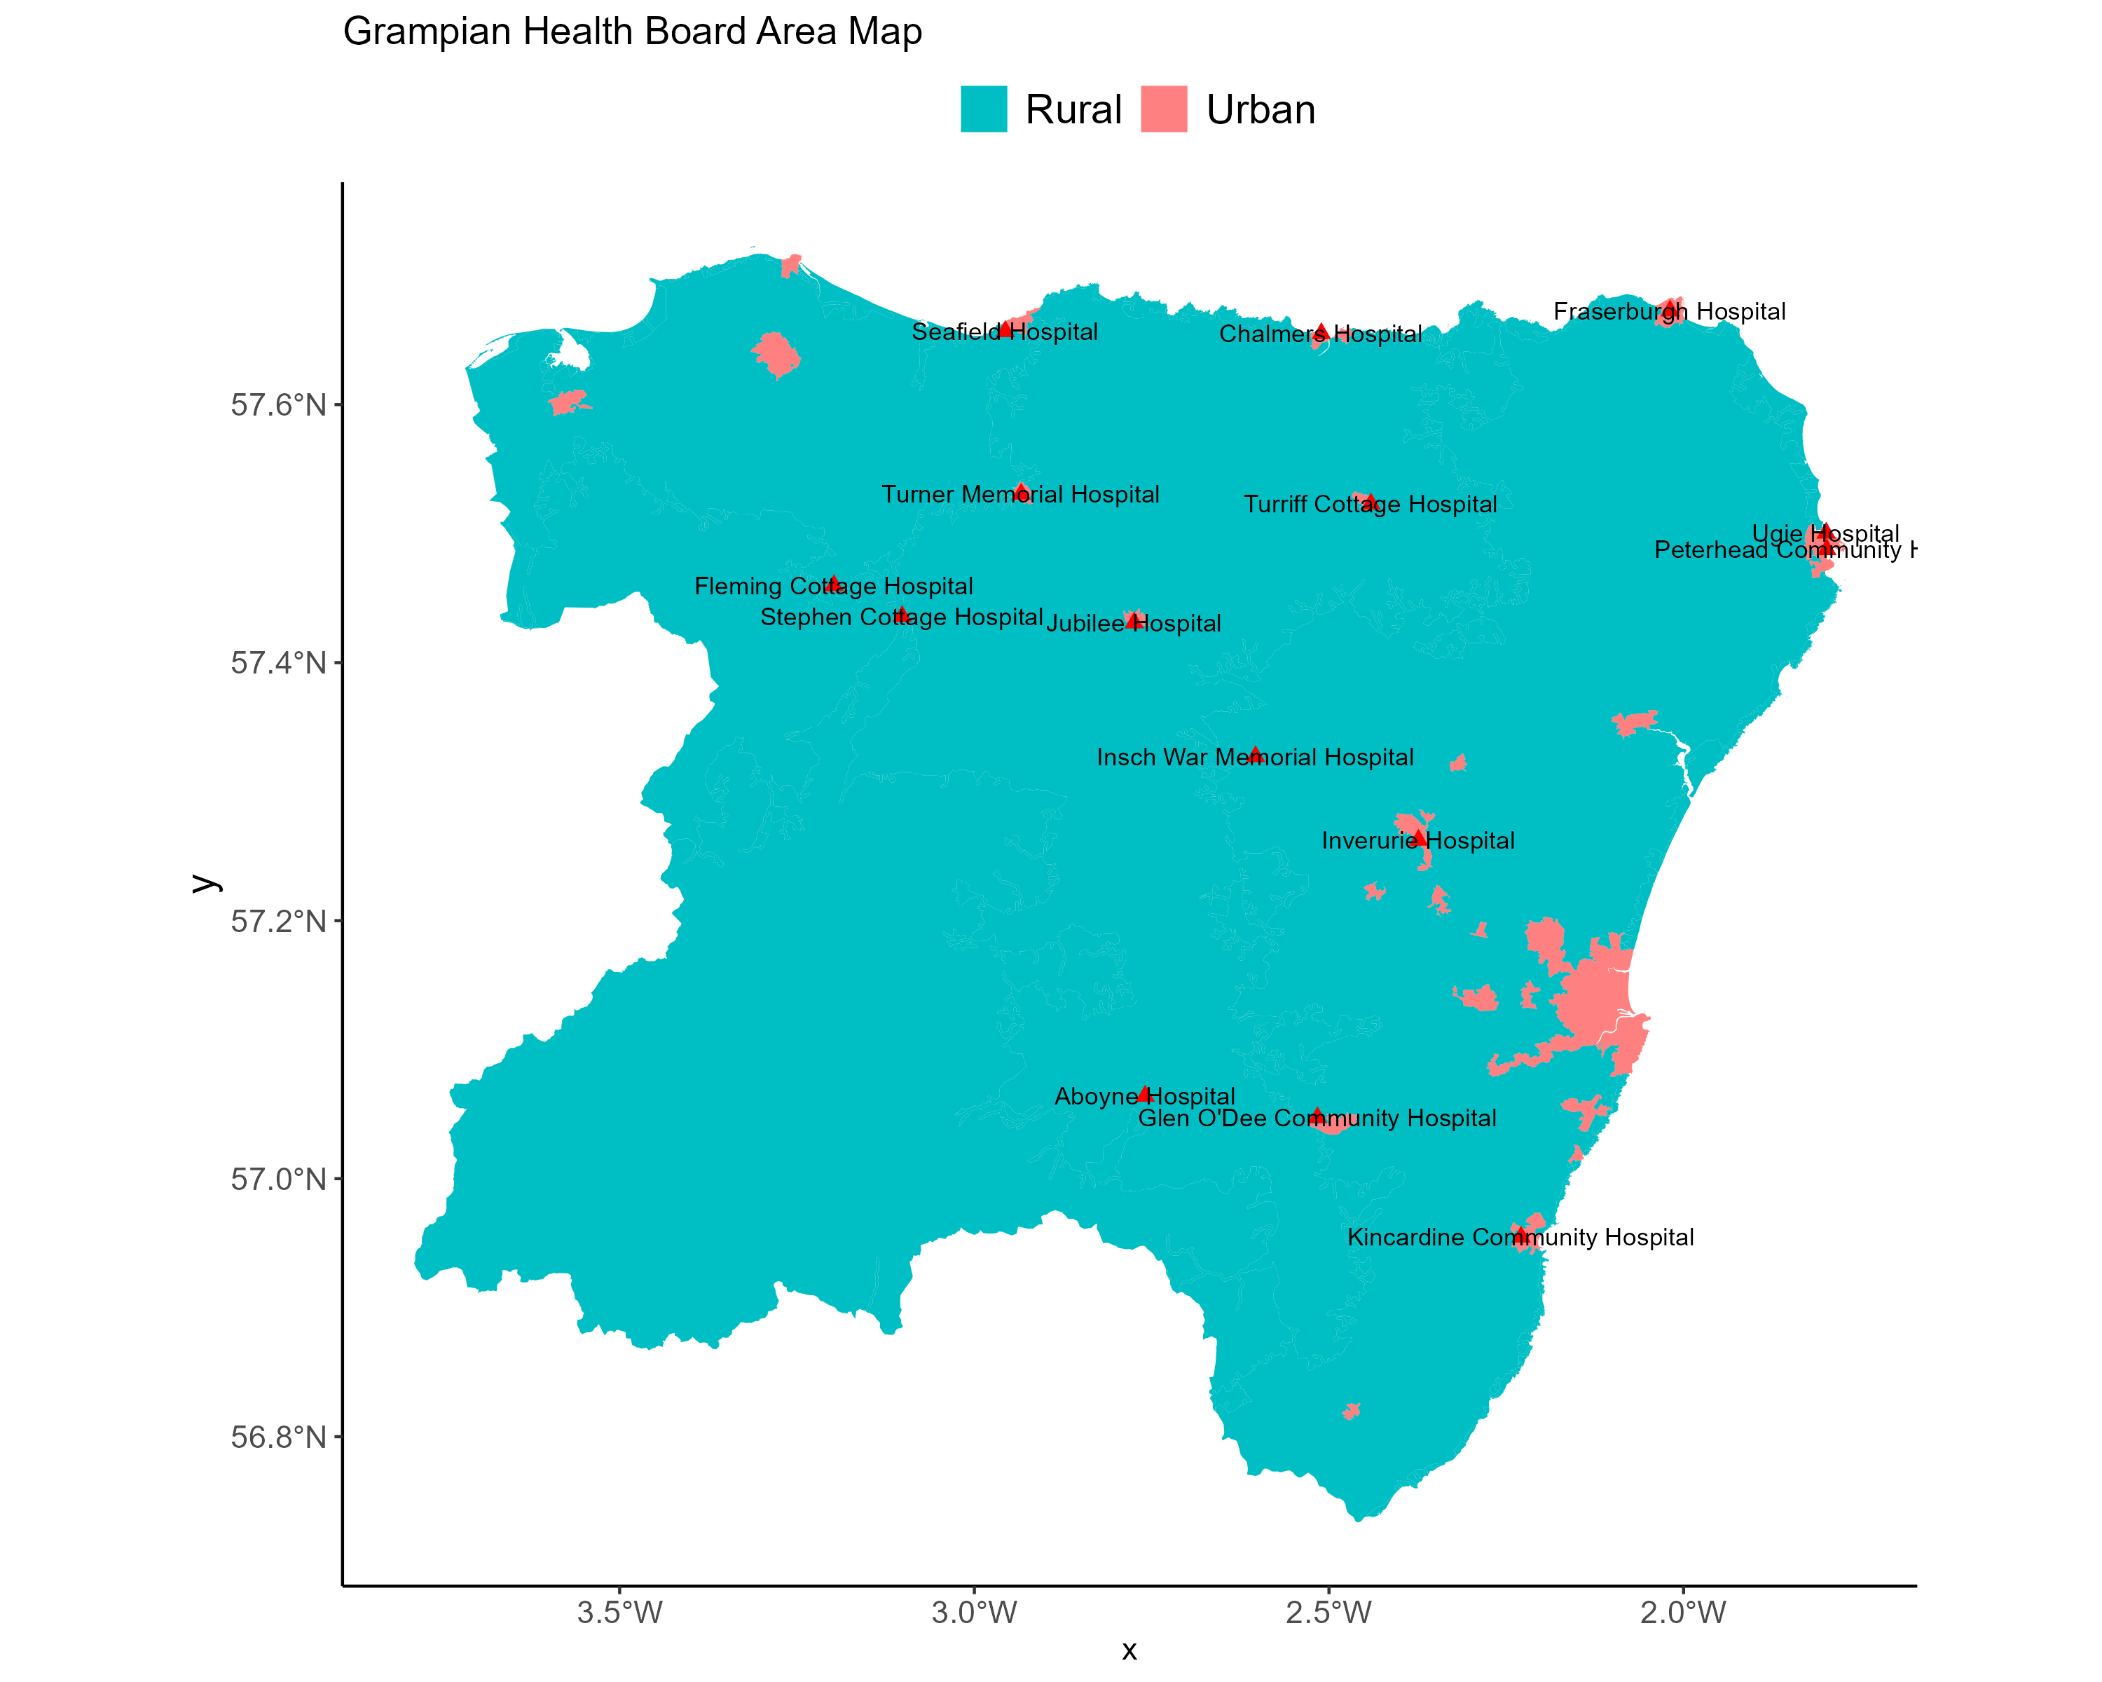 Grampian Health Board Area Map
Rural
Urban
Fraserburgh Hospital
Seafield Hospital
Chalmers Hospital
57.6°N
Turner Memorial Hospital
Turriff Cottage Hospital
Ugie Hospital
Peterhead Community H
Fleming Cottage Hospital
Stephen Cottage Hospital
Jubilee Hospital
57.4°N
Insch War Memorial Hospital
Inverurie Hospital
y
57.2°N
Aboyne Hospital
Glen O'Dee Community Hospital
57.0°N
Kincardine Community Hospital
56.8°N
3.5°W
3.0°W
2.5°W
2.0°W
x